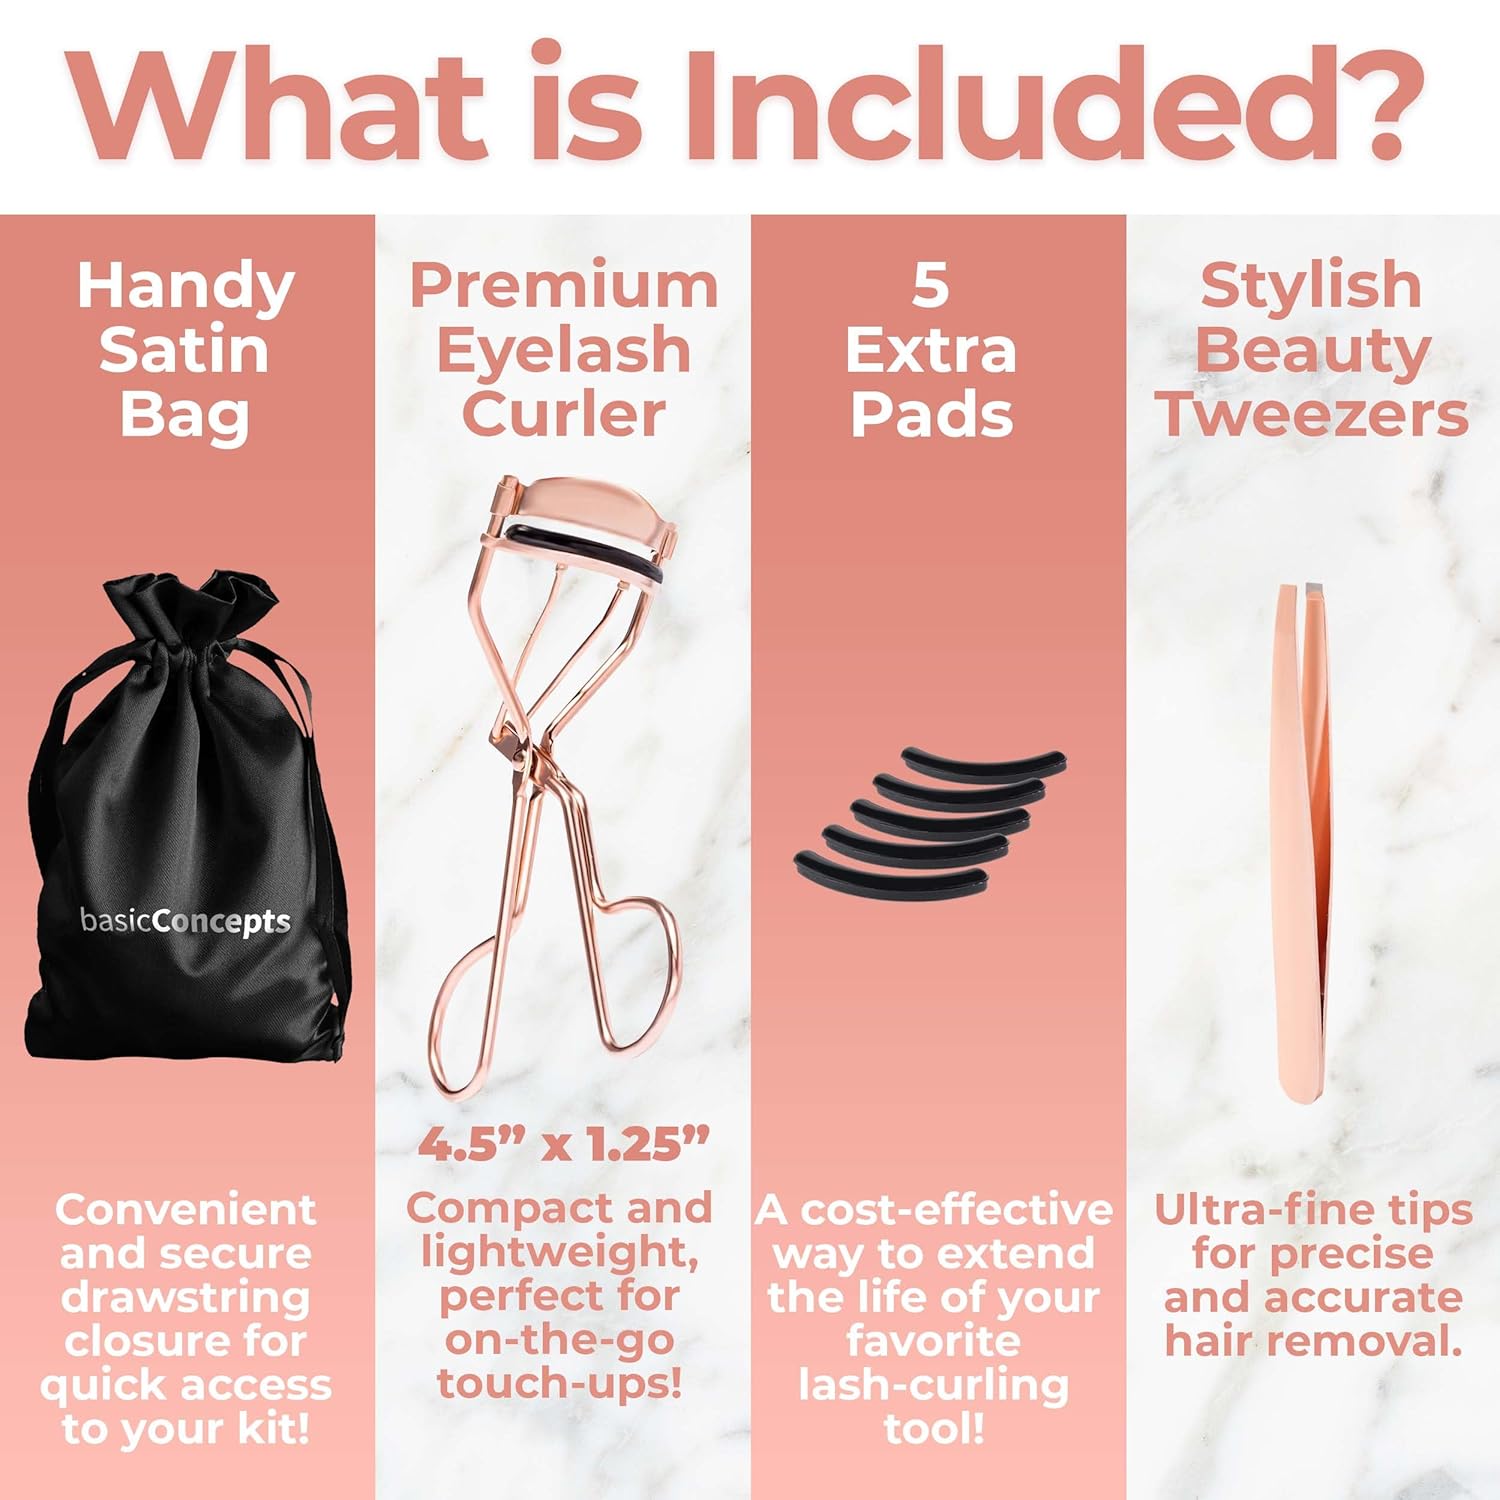 What is Included?
Handy
Satin
Bag
basicConcepts
Convenient
and secure
drawstring
closure for
quick access
to your kit!
Premium
Eyelash
Curler
4.5” x 1.25”
Compact and
lightweight,
perfect for
on-the-go
touch-ups!
5
Extra
Pads
A cost-effective
way to extend
the life of your
favorite
lash-curling
tool!
Stylish
Beauty
Tweezers
Ultra-fine tips
for precise
and accurate
hair removal.